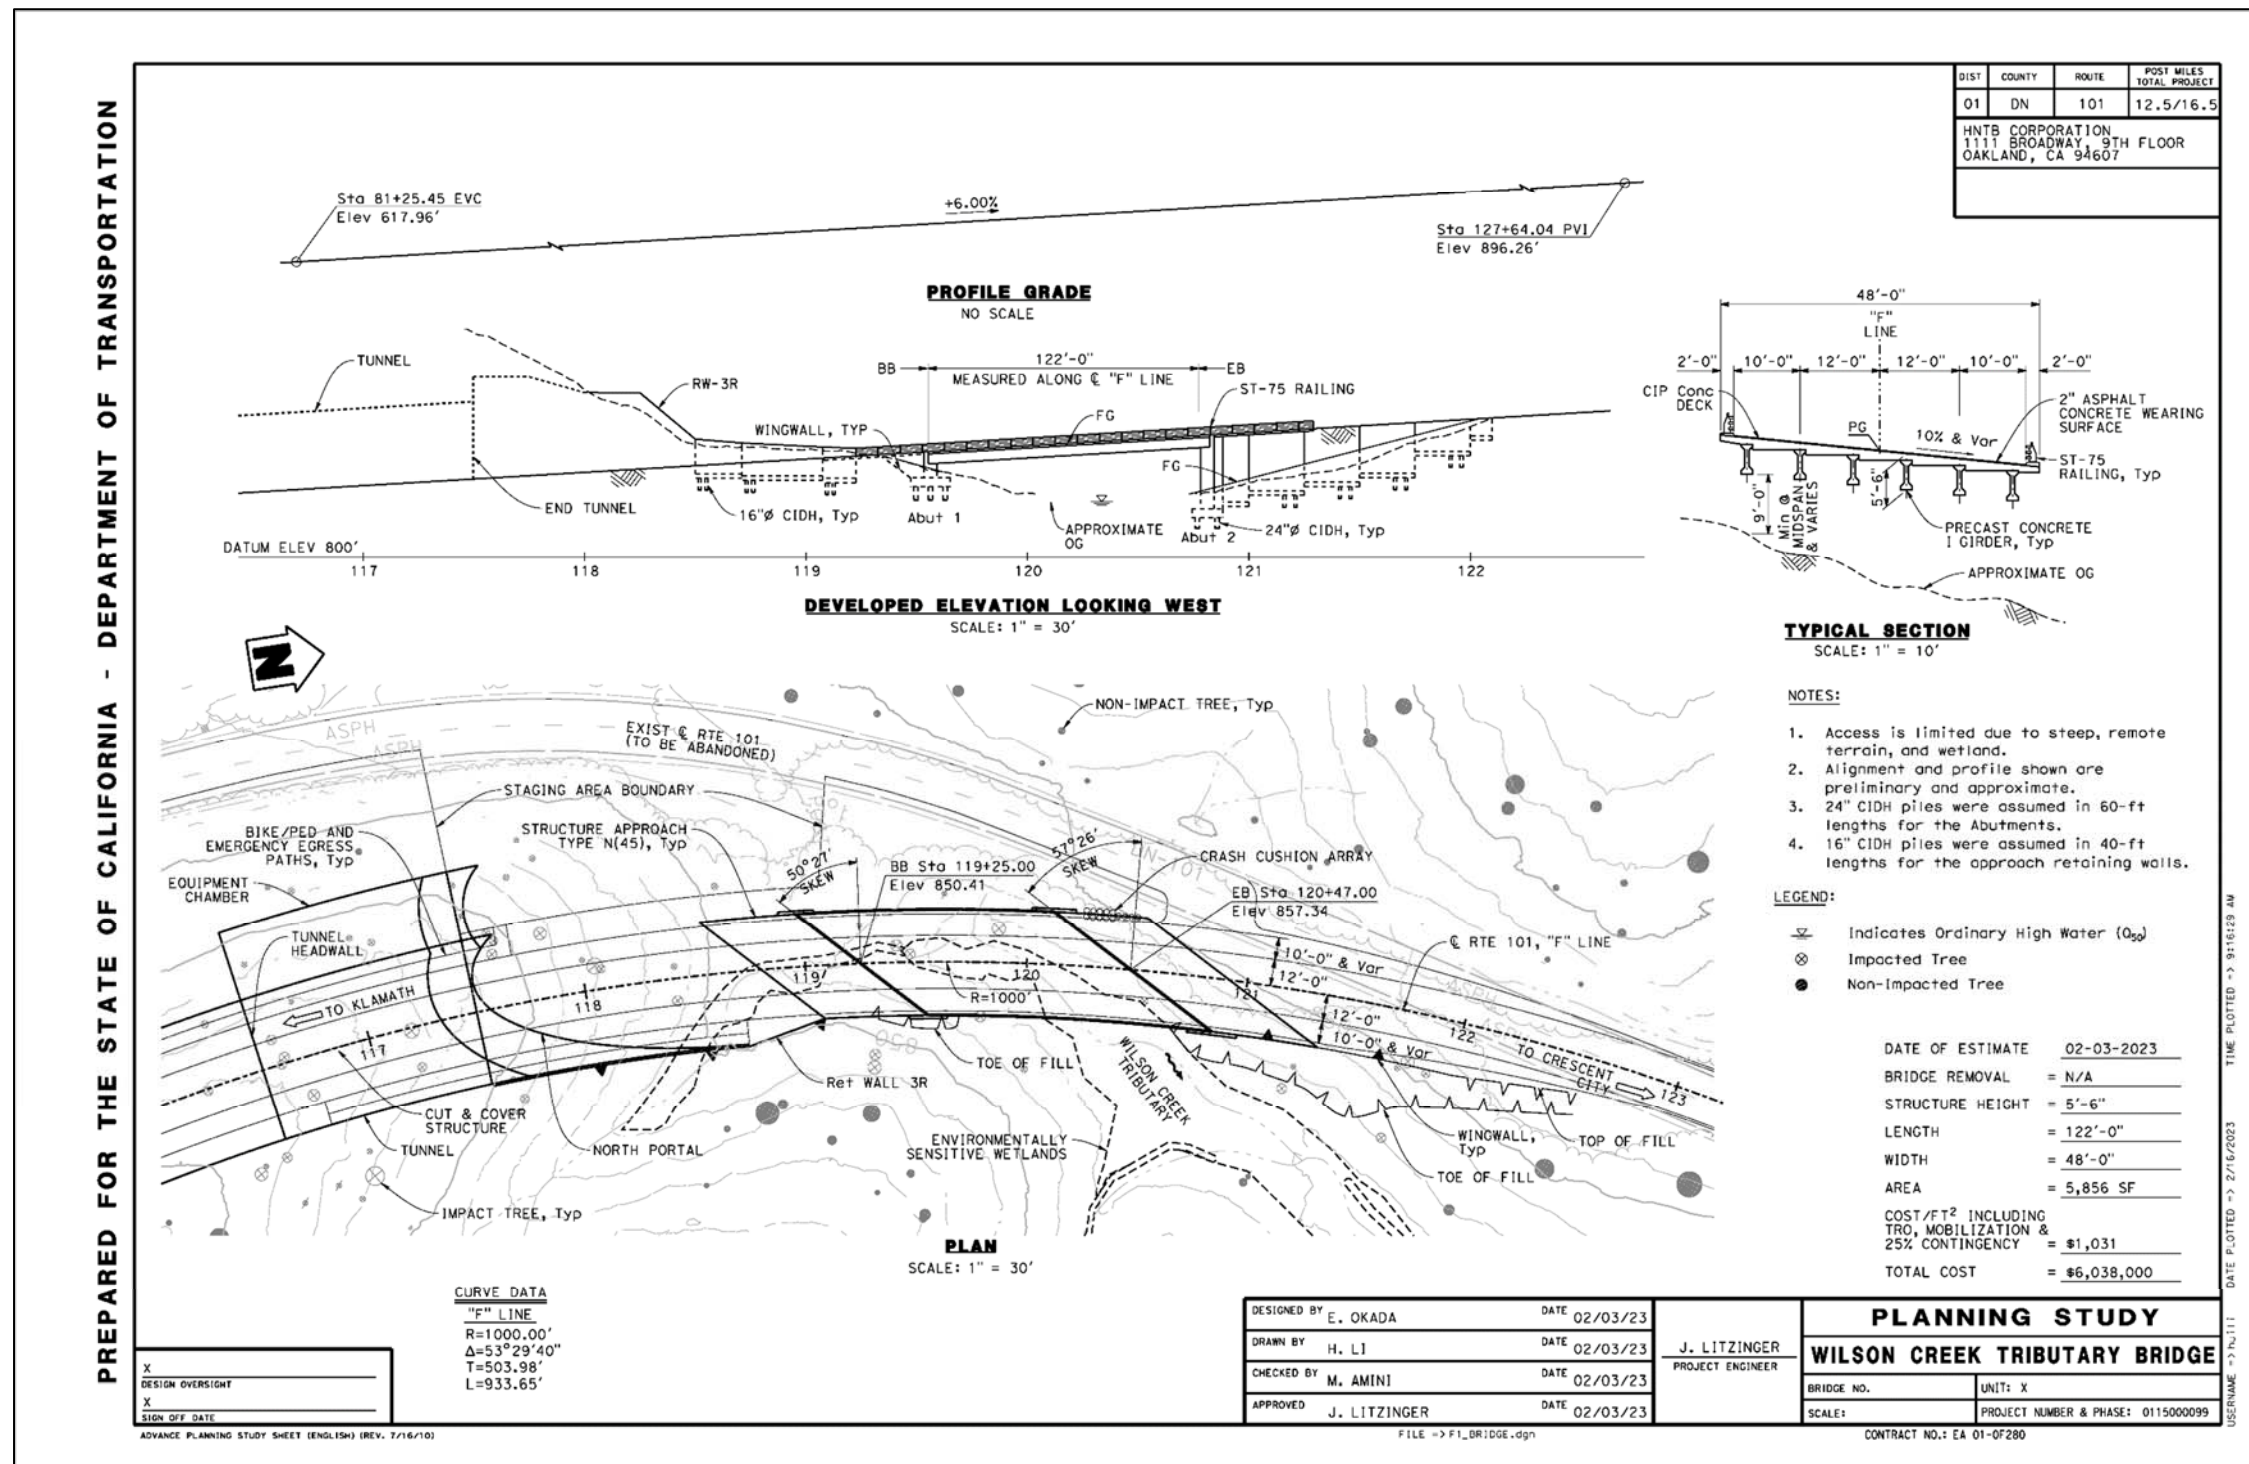 PREPARED FOR THE STATE OF CALIFORNIA - DEPARTMENT OF TRANSPORTATION
DIST COUNTY ROUTE POST MILES TOTAL PROJECT
01 DN 101 12.5/16.5
HNTB CORPORATION
1111 BROADWAY, 9TH FLOOR
OAKLAND, CA 94607
Sta 81+25.45 EVC
Elev 617.96'
+6.00%
Sta 127+64.04 PVI
Elev 896.26'
PROFILE GRADE
NO SCALE
TUNNEL
RW-3R
BB
122'-0"
EB
MEASURED ALONG ℄ "F" LINE
ST-75 RAILING
FG
WINGWALL, TYP
FG
END TUNNEL
16"Ø CIDH, Typ
Abut 1
APPROXIMATE
OG
Abut 2
24"Ø CIDH, Typ
DATUM ELEV 800'
117 118 119 120 121 122
DEVELOPED ELEVATION LOOKING WEST
SCALE: 1" = 30'
48'-0"
"F"
LINE
2'-0" 10'-0" 12'-0" 12'-0" 10'-0" 2'-0"
CIP Conc
DECK
2" ASPHALT
CONCRETE WEARING
SURFACE
PG
10% & Var
ST-75
RAILING, Typ
9'-0"
Min @
MIDSPAN
& VARIES
5'-6"
PRECAST CONCRETE
I GIRDER, Typ
APPROXIMATE OG
TYPICAL SECTION
SCALE: 1" = 10'
N
ASPH
ASPH
EXIST ℄ RTE 101
(TO BE ABANDONED)
NON-IMPACT TREE, Typ
STAGING AREA BOUNDARY
BIKE/PED AND
EMERGENCY EGRESS
PATHS, Typ
STRUCTURE APPROACH
TYPE N(45), Typ
50°27'
SKEW
BB Sta 119+25.00
Elev 850.41
57°26'
SKEW
CRASH CUSHION ARRAY
EB Sta 120+47.00
Elev 857.34
EQUIPMENT
CHAMBER
TUNNEL
HEADWALL
TO KLAMATH
117
118
119
120
121
122
123
R=1000'
10'-0" & Var
12'-0"
12'-0"
10'-0" & Var
℄ RTE 101, "F" LINE
ASPH
TO CRESCENT
CITY
TOE OF FILL
Ret WALL 3R
WILSON CREEK
TRIBUTARY
CUT & COVER
STRUCTURE
TUNNEL
NORTH PORTAL
ENVIRONMENTALLY
SENSITIVE WETLANDS
WINGWALL,
Typ
TOP OF FILL
TOE OF FILL
IMPACT TREE, Typ
PLAN
SCALE: 1" = 30'
NOTES:
1. Access is limited due to steep, remote
terrain, and wetland.
2. Alignment and profile shown are
preliminary and approximate.
3. 24" CIDH piles were assumed in 60-ft
lengths for the Abutments.
4. 16" CIDH piles were assumed in 40-ft
lengths for the approach retaining walls.
LEGEND:
Indicates Ordinary High Water (Q50)
Impacted Tree
Non-Impacted Tree
DATE OF ESTIMATE 02-03-2023
BRIDGE REMOVAL = N/A
STRUCTURE HEIGHT = 5'-6"
LENGTH = 122'-0"
WIDTH = 48'-0"
AREA = 5,856 SF
COST/FT² INCLUDING
TRO, MOBILIZATION &
25% CONTINGENCY = $1,031
TOTAL COST = $6,038,000
CURVE DATA
"F" LINE
R=1000.00'
Δ=53°29'40"
T=503.98'
L=933.65'
X
DESIGN OVERSIGHT
X
SIGN OFF DATE
DESIGNED BY E. OKADA DATE 02/03/23
DRAWN BY H. LI DATE 02/03/23
CHECKED BY M. AMINI DATE 02/03/23
APPROVED J. LITZINGER DATE 02/03/23
J. LITZINGER
PROJECT ENGINEER
PLANNING STUDY
WILSON CREEK TRIBUTARY BRIDGE
BRIDGE NO.
UNIT: X
SCALE:
PROJECT NUMBER & PHASE: 0115000099
ADVANCE PLANNING STUDY SHEET (ENGLISH) (REV. 7/16/10)
FILE => F1_BRIDGE.dgn
CONTRACT NO.: EA 01-0F280
DATE PLOTTED => 2/16/2023
TIME PLOTTED => 9:16:29 AM